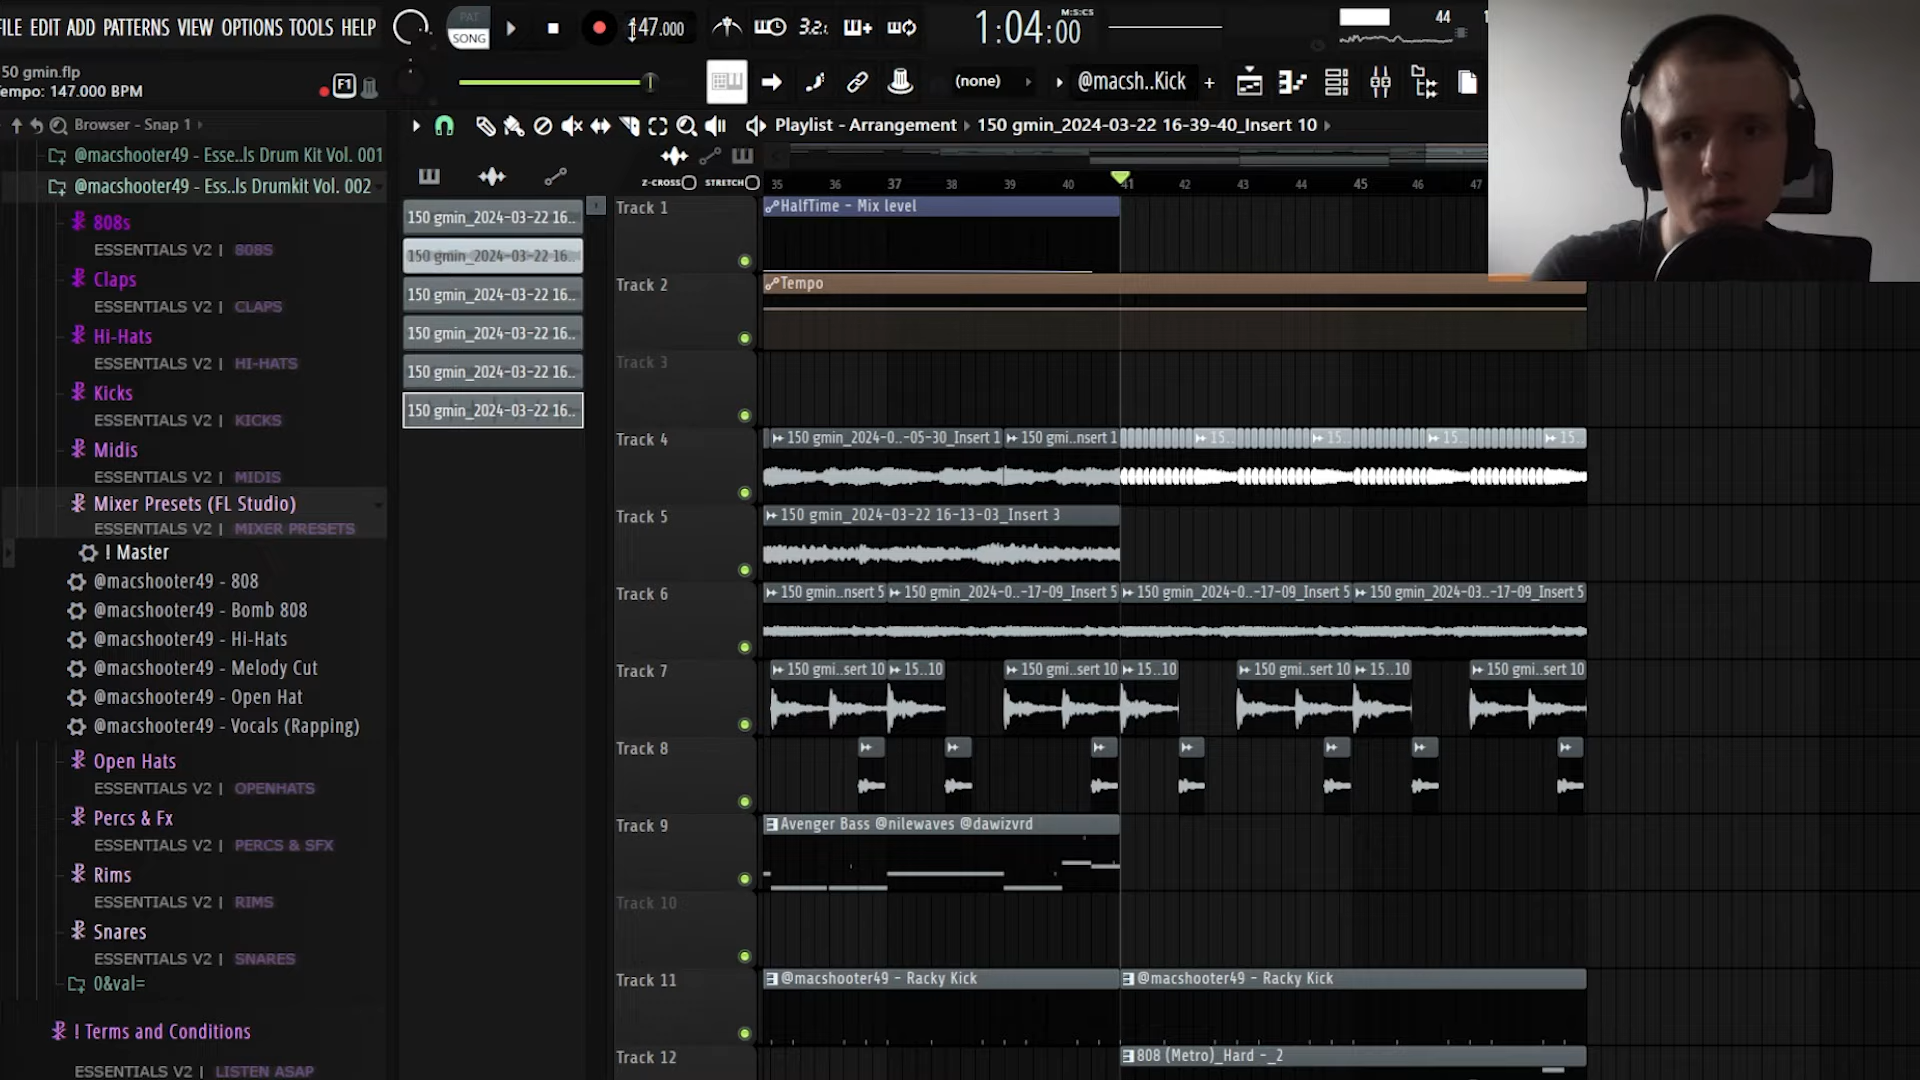 FILE EDIT ADD PATTERNS VIEW OPTIONS TOOLS HELP
PAT
SONG
147.000
3.2:
1:04:00
M:S:CS
44
50 gmin.flp
Tempo: 147.000 BPM
F1
(none)
@macsh..Kick
+
Browser - Snap 1
Playlist - Arrangement
150 gmin_2024-03-22 16-39-40_Insert 10
@macshooter49 - Esse..ls Drum Kit Vol. 001
@macshooter49 - Ess..ls Drumkit Vol. 002
808s
ESSENTIALS V2 | 808S
Claps
ESSENTIALS V2 | CLAPS
Hi-Hats
ESSENTIALS V2 | HI-HATS
Kicks
ESSENTIALS V2 | KICKS
Midis
ESSENTIALS V2 | MIDIS
Mixer Presets (FL Studio)
ESSENTIALS V2 | MIXER PRESETS
! Master
@macshooter49 - 808
@macshooter49 - Bomb 808
@macshooter49 - Hi-Hats
@macshooter49 - Melody Cut
@macshooter49 - Open Hat
@macshooter49 - Vocals (Rapping)
Open Hats
ESSENTIALS V2 | OPENHATS
Percs & Fx
ESSENTIALS V2 | PERCS & SFX
Rims
ESSENTIALS V2 | RIMS
Snares
ESSENTIALS V2 | SNARES
0&val=
! Terms and Conditions
ESSENTIALS V2 | LISTEN ASAP
150 gmin_2024-03-22 16..
150 gmin_2024-03-22 16..
150 gmin_2024-03-22 16..
150 gmin_2024-03-22 16..
150 gmin_2024-03-22 16..
150 gmin_2024-03-22 16..
Z-CROSS STRETCH
35 36 37 38 39 40 41 42 43 44 45 46 47
Track 1
HalfTime - Mix level
Track 2
Tempo
Track 3
Track 4
150 gmin_2024-0..-05-30_Insert 1
150 gmi..nsert 1
15..
15..
15..
15..
Track 5
150 gmin_2024-03-22 16-13-03_Insert 3
Track 6
150 gmin..nsert 5
150 gmin_2024-0..-17-09_Insert 5
150 gmin_2024-0..-17-09_Insert 5
150 gmin_2024-03..-17-09_Insert 5
Track 7
150 gmi..sert 10
15..10
150 gmi..sert 10
15..10
150 gmi..sert 10
15..10
150 gmi..sert 10
Track 8
Track 9
Avenger Bass @nilewaves @dawizvrd
Track 10
Track 11
@macshooter49 - Racky Kick
@macshooter49 - Racky Kick
Track 12
808 (Metro)_Hard -_2